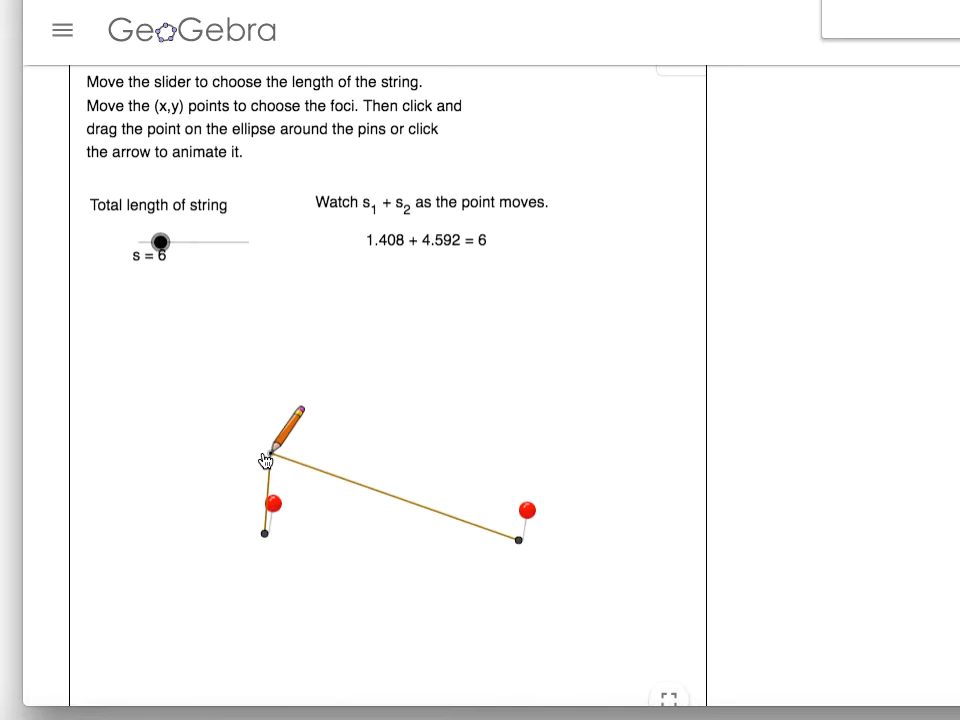 GeoGebra
Move the slider to choose the length of the string.
Move the (x,y) points to choose the foci. Then click and
drag the point on the ellipse around the pins or click
the arrow to animate it.
Total length of string
Watch s₁ + s₂ as the point moves.
1.408 + 4.592 = 6
s = 6